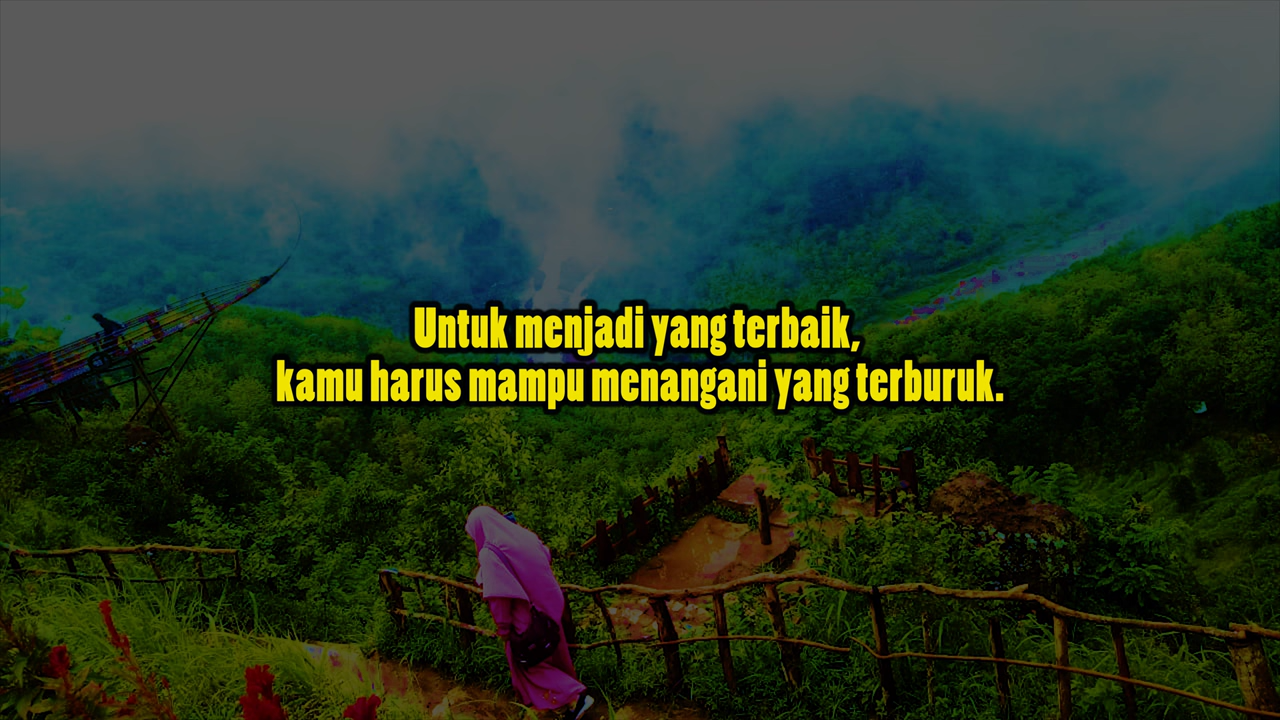 Untuk menjadi yang terbaik,
kamu harus mampu menangani yang terburuk.